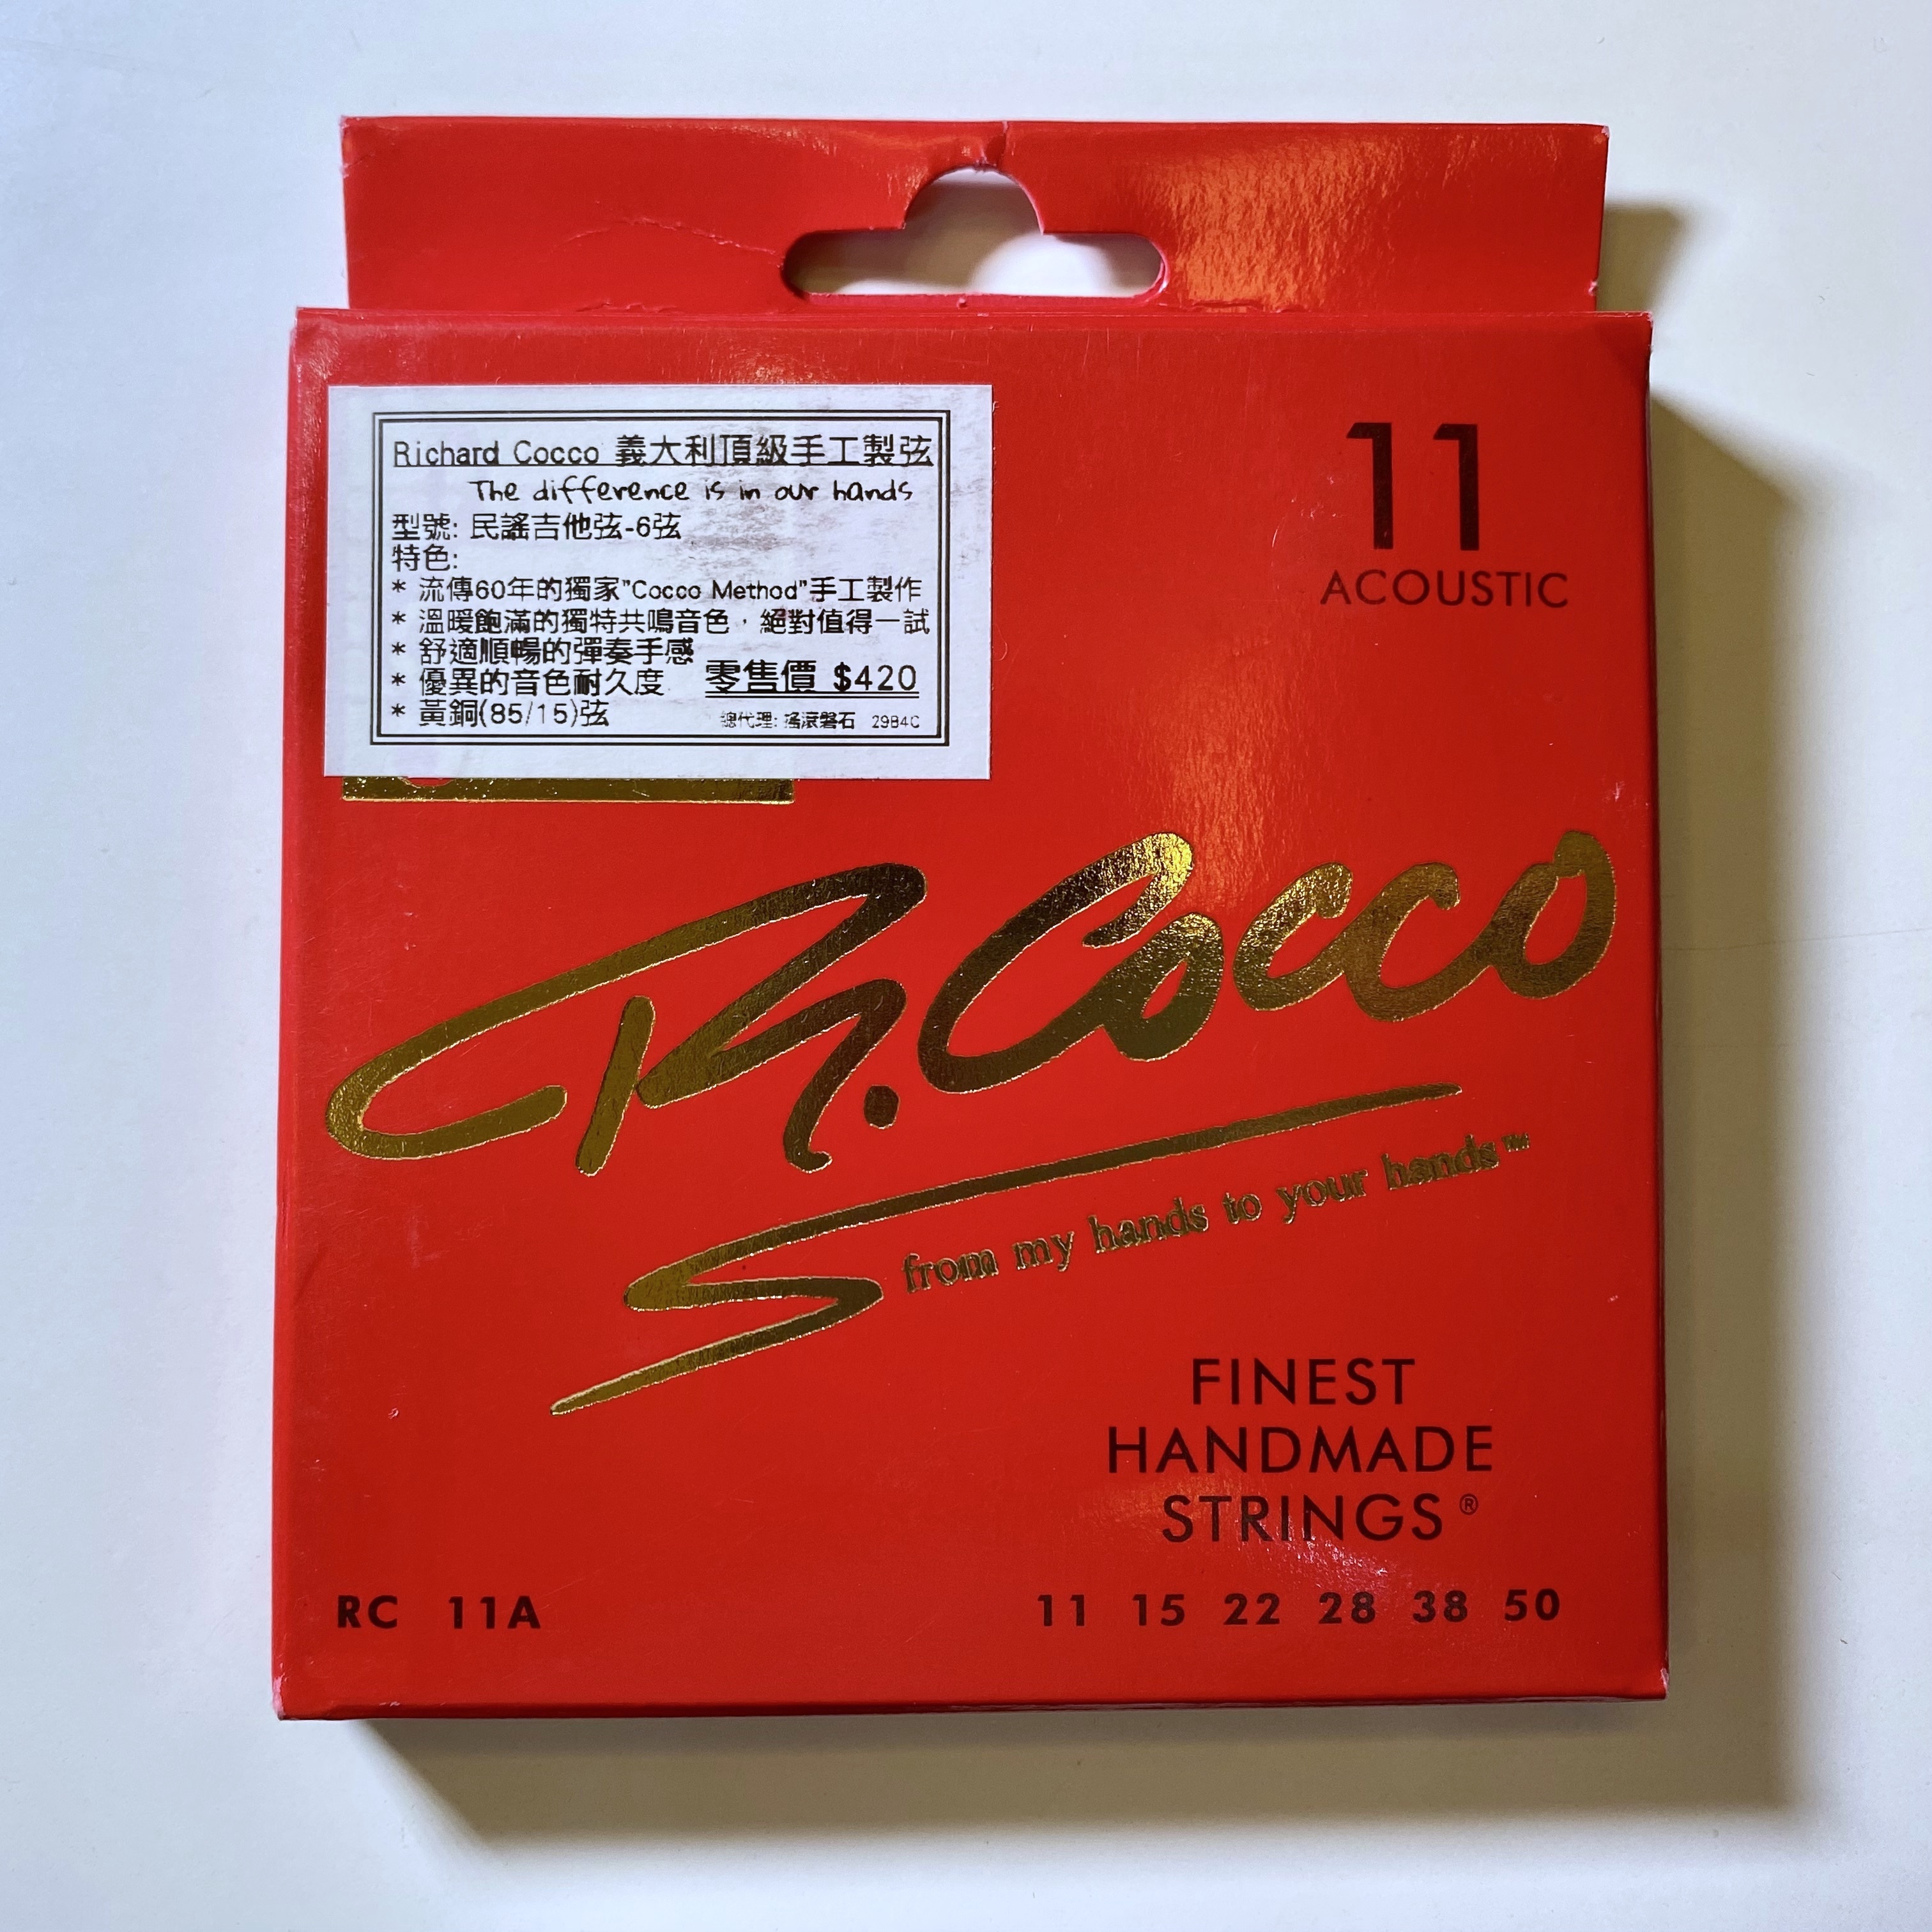 Richard Cocco 義大利頂級手工製弦
The difference is in our hands
型號: 民謠吉他弦-6弦
特色:
* 流傳60年的獨家"Cocco Method"手工製作
* 溫暖飽滿的獨特共鳴音色，絕對值得一試
* 舒適順暢的彈奏手感
* 優異的音色耐久度
零售價 $420
* 黃銅(85/15)弦
總代理: 搖滾磐石 29B4C
11
ACOUSTIC
R. Cocco
from my hands to your hands™
FINEST
HANDMADE
STRINGS®
RC 11A
11 15 22 28 38 50